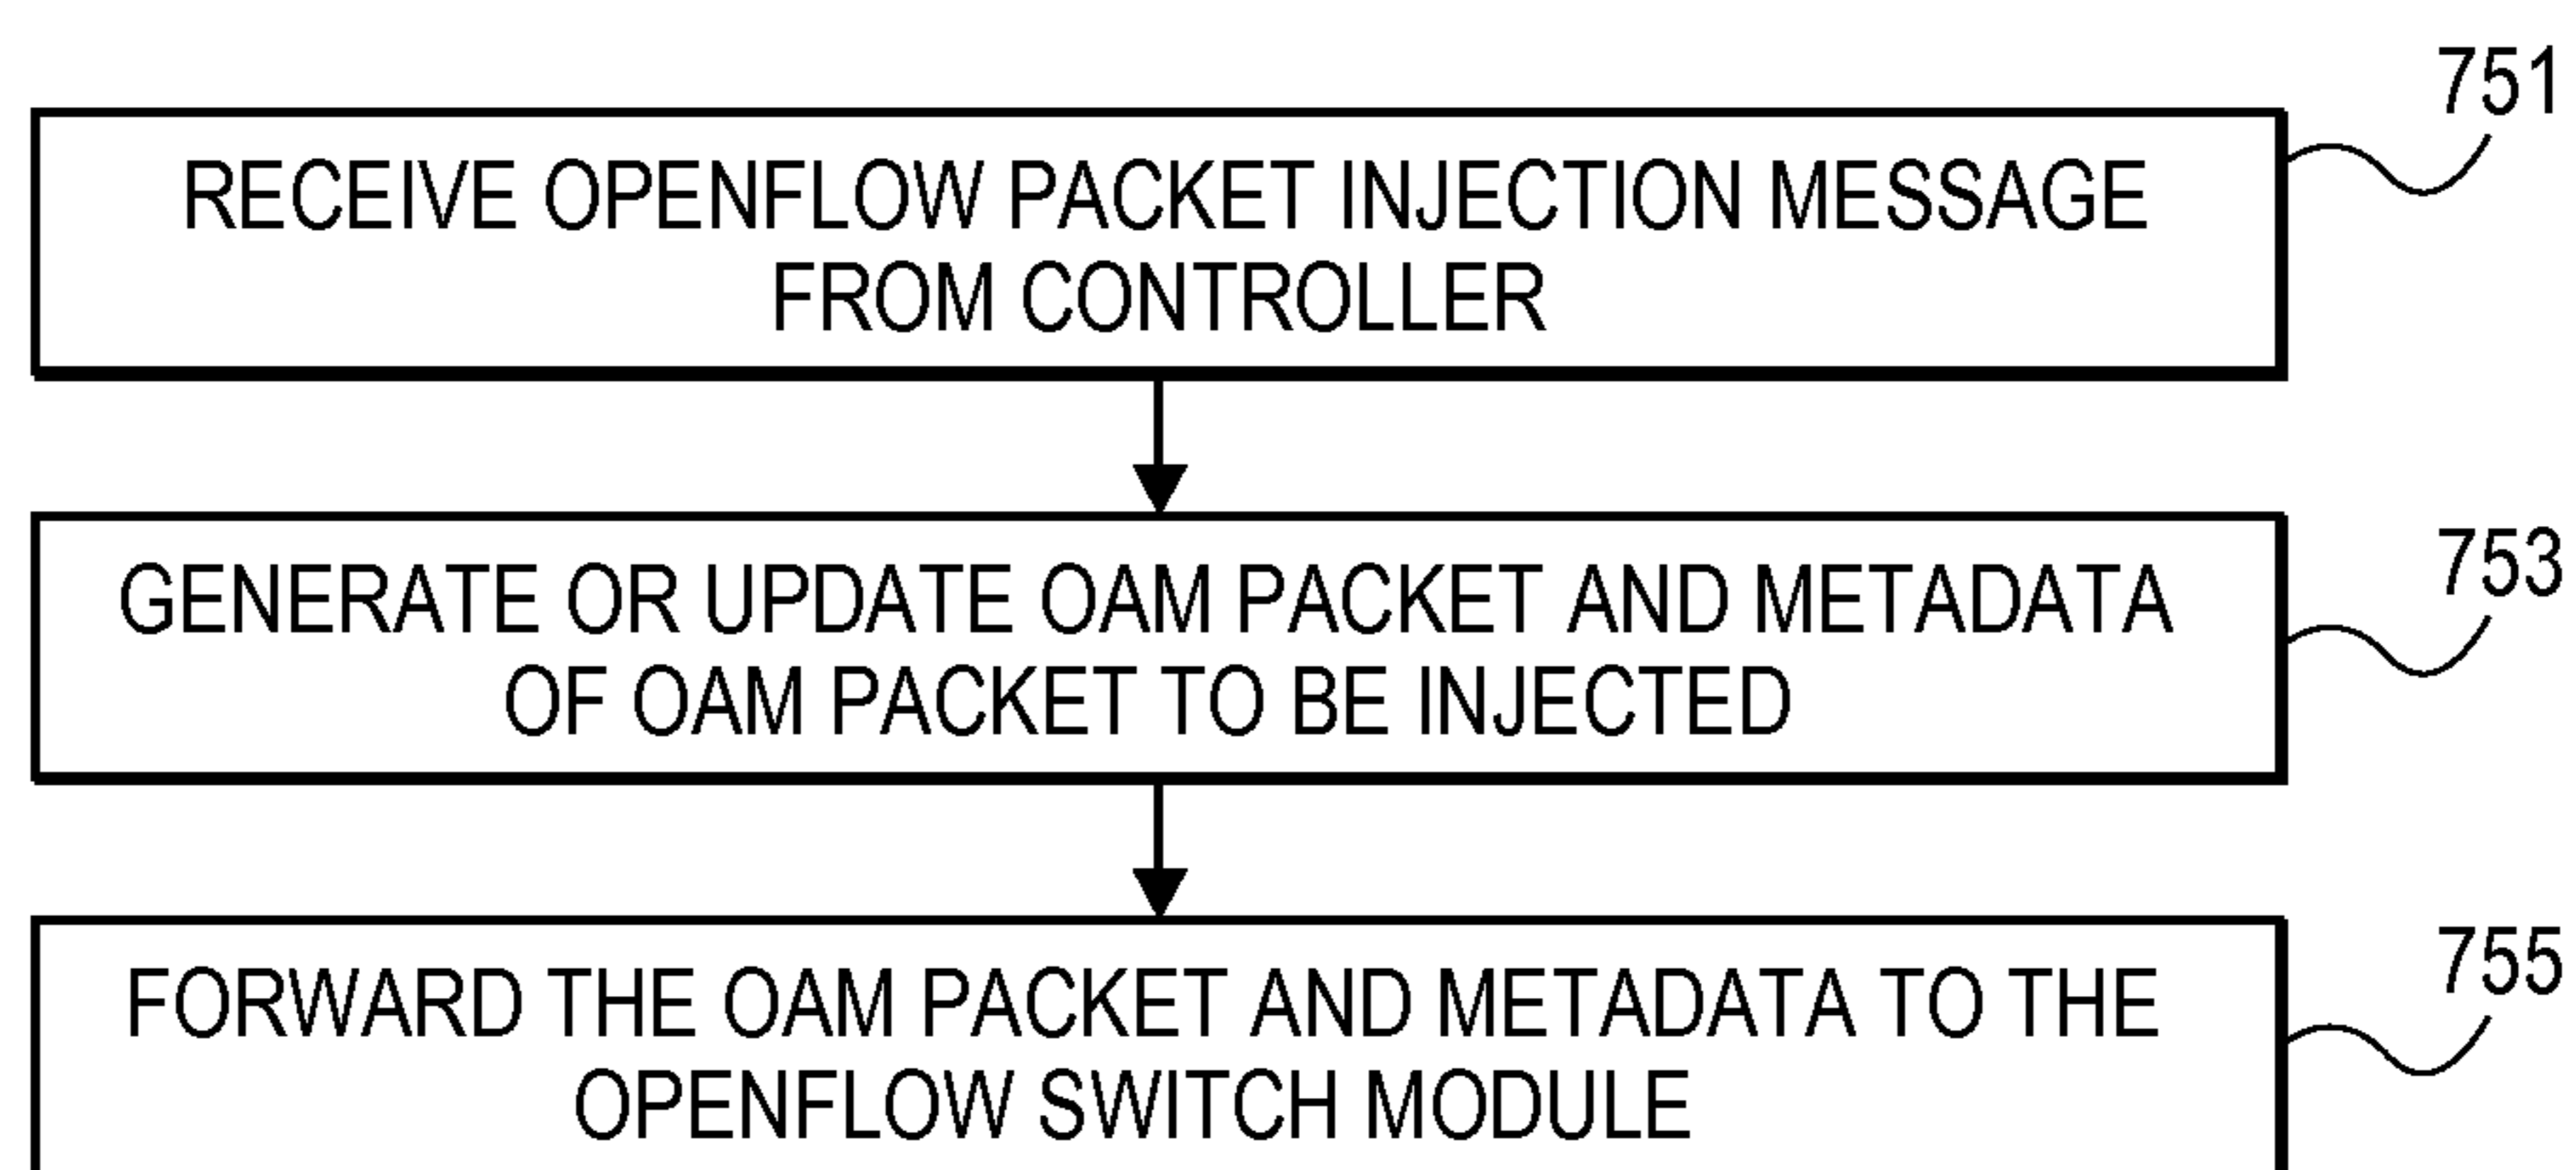 751
RECEIVE OPENFLOW PACKET INJECTION MESSAGE
FROM CONTROLLER
753
GENERATE OR UPDATE OAM PACKET AND METADATA
OF OAM PACKET TO BE INJECTED
755
FORWARD THE OAM PACKET AND METADATA TO THE
OPENFLOW SWITCH MODULE